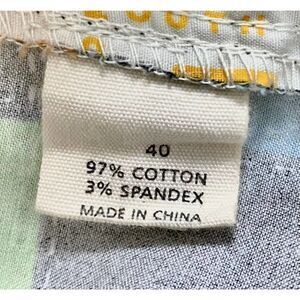 40
97% COTTON
3% SPANDEX
MADE IN CHINA